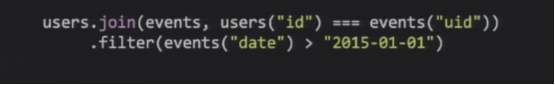 users.join(events, users("id") === events("uid"))
.filter(events("date") > "2015-01-01")